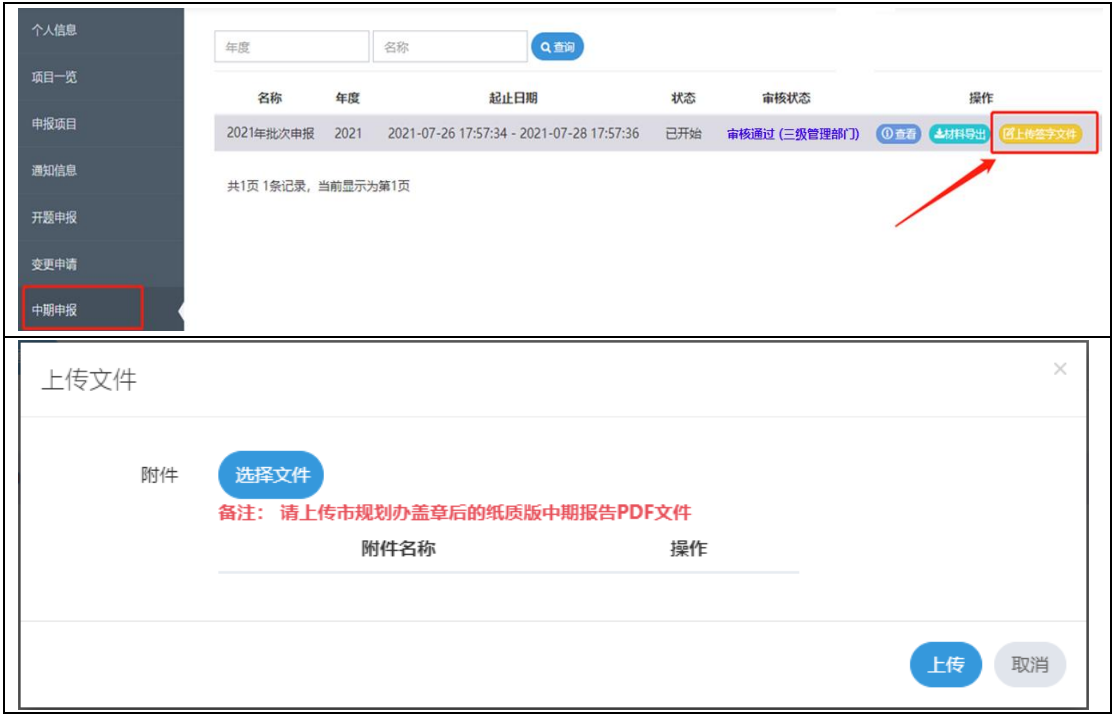 个人信息
项目一览
申报项目
通知信息
开题申报
变更申请
中期申报
年度 名称 查询
名称 年度 起止日期 状态 审核状态 操作
2021年批次申报 2021 2021-07-26 17:57:34 - 2021-07-28 17:57:36 已开始 审核通过 (三级管理部门) 查看 材料导出 上传签字文件
共1页 1条记录，当前显示为第1页
上传文件 ×
附件 选择文件
备注： 请上传市规划办盖章后的纸质版中期报告PDF文件
附件名称 操作
上传 取消